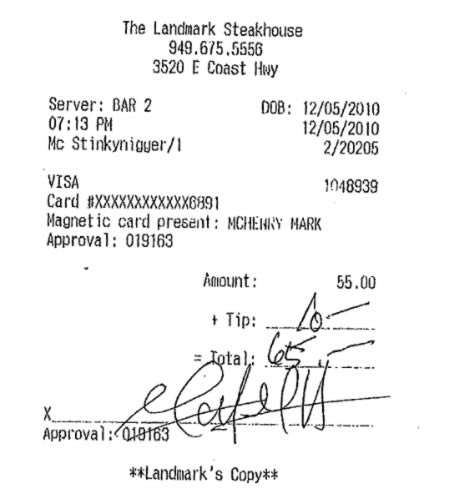 The Landmark Steakhouse
949.675.5556
3520 E Coast Hwy
Server: BAR 2 DOB: 12/05/2010
07:13 PM 12/05/2010
Mc Stinkynigger/1 2/20205
VISA 1048939
Card #XXXXXXXXXXXX6891
Magnetic card present: MCHENRY MARK
Approval: 019163
Amount: 55.00
+ Tip: 10-
= Total: 65-
X
Approval: 019163
**Landmark's Copy**